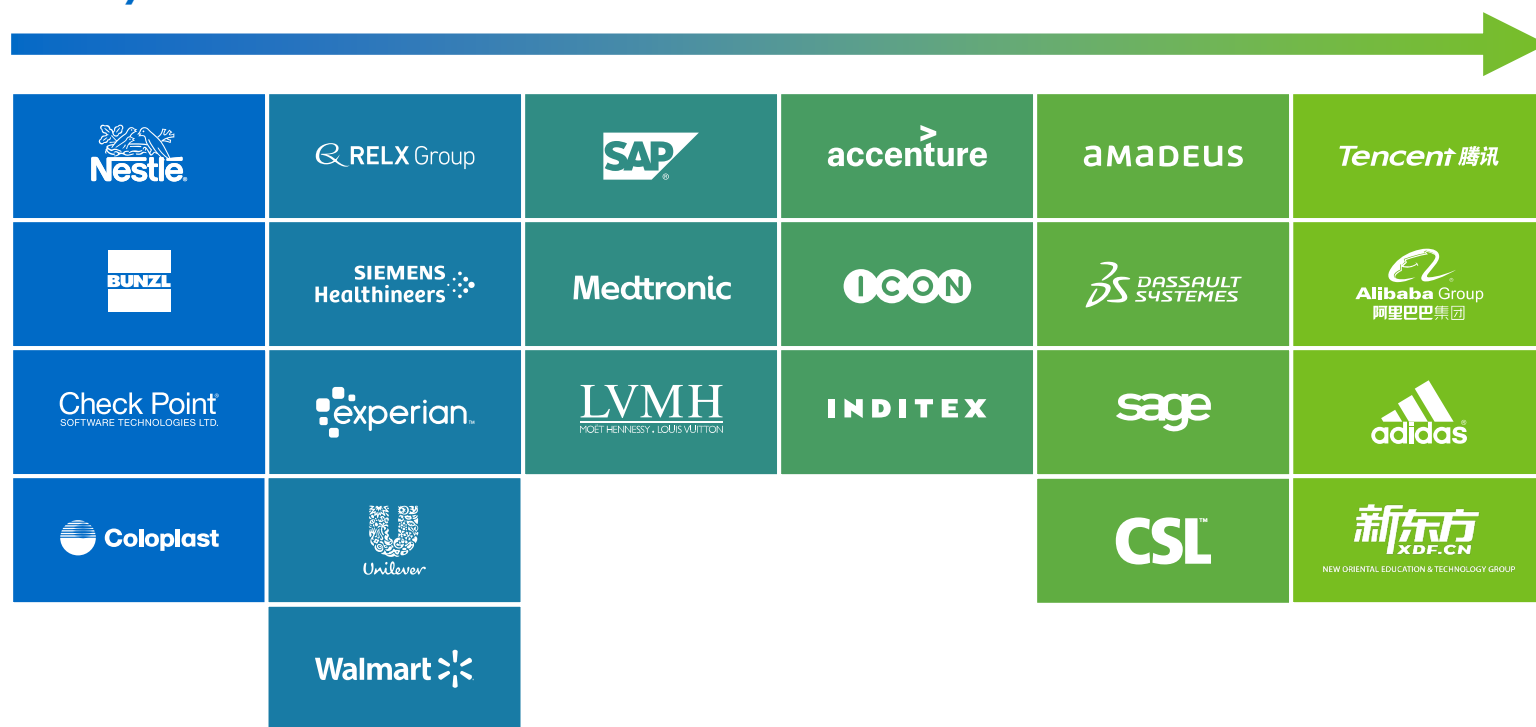 Nestlé
RELX Group
SAP
accenture
aMaDEUS
Tencent 腾讯
BUNZL
SIEMENS
Healthineers
Medtronic
ICON
DASSAULT
SYSTEMES
Alibaba Group
阿里巴巴集团
Check Point
SOFTWARE TECHNOLOGIES LTD.
experian
LVMH
MOËT HENNESSY . LOUIS VUITTON
INDITEX
sage
adidas
Coloplast
Unilever
CSL
新东方
XDF.CN
NEW ORIENTAL EDUCATION & TECHNOLOGY GROUP
Walmart